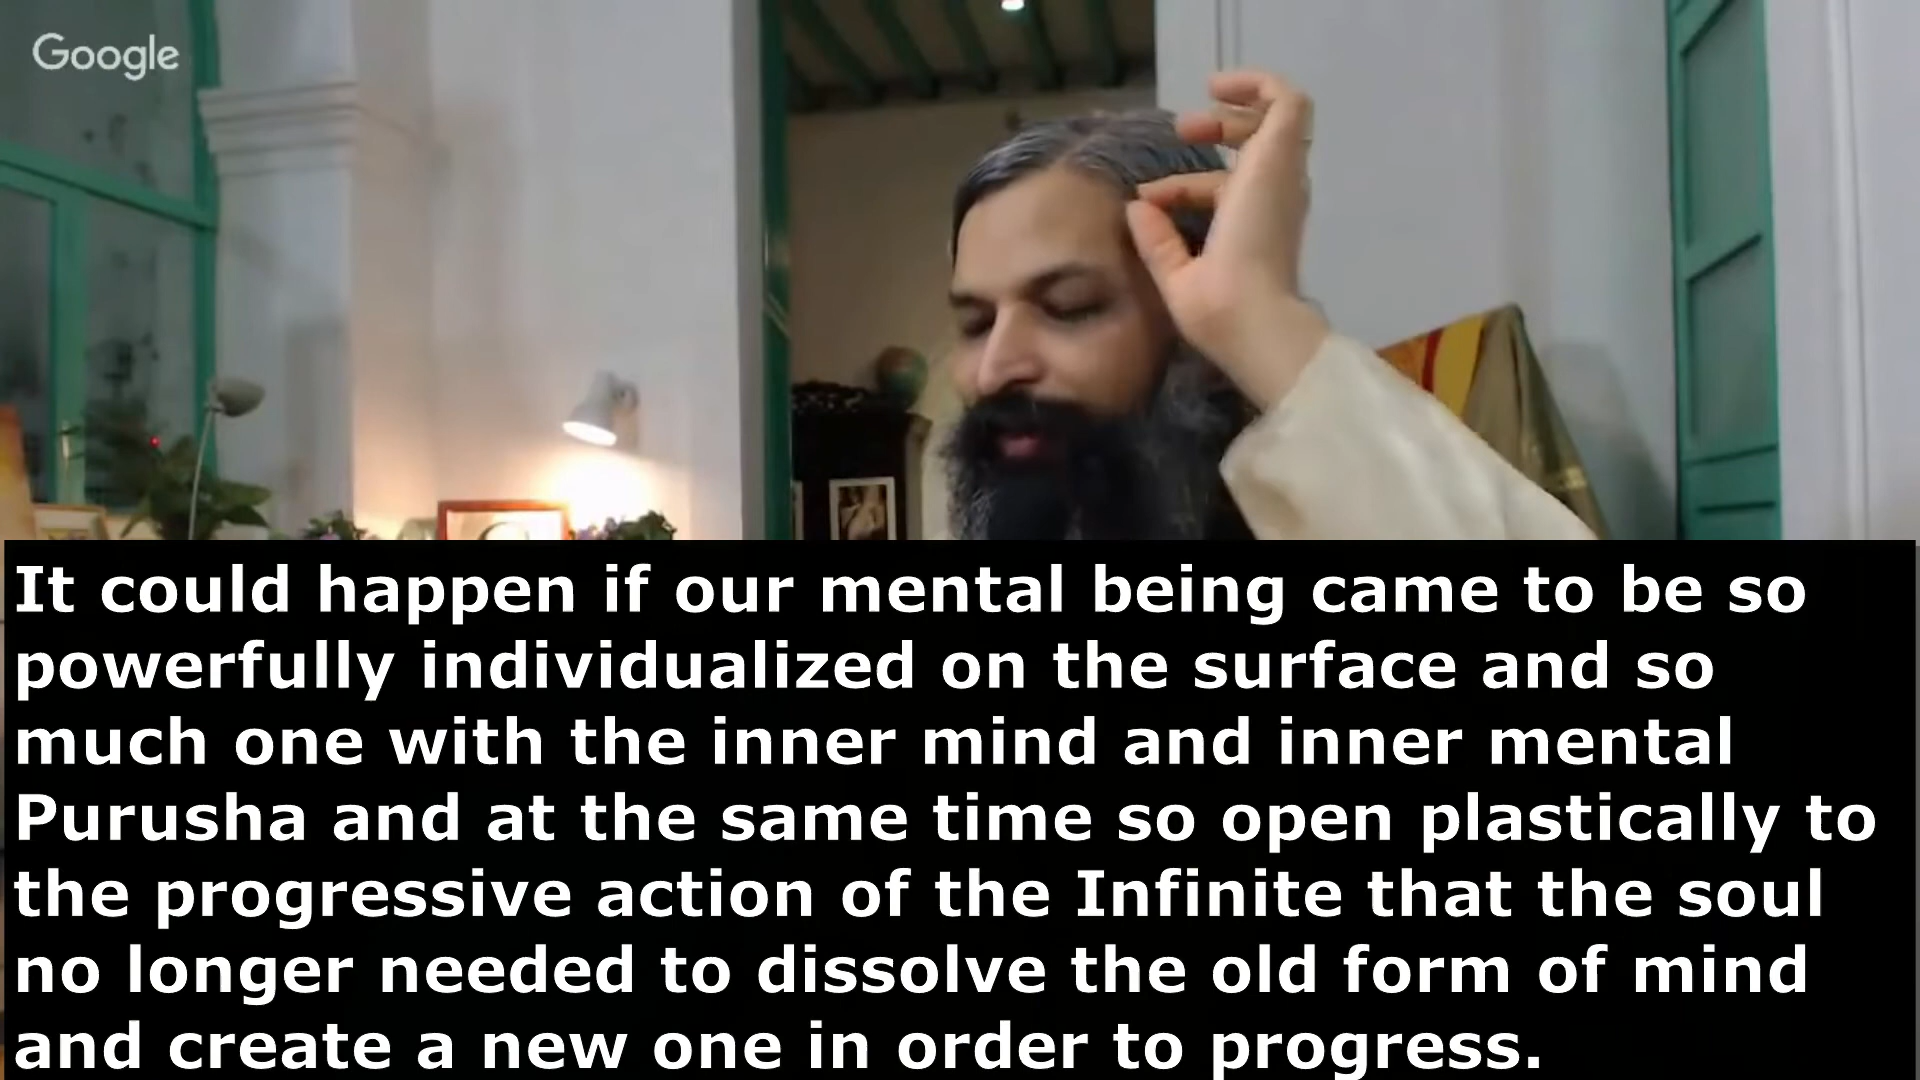 Google
It could happen if our mental being came to be so
powerfully individualized on the surface and so
much one with the inner mind and inner mental
Purusha and at the same time so open plastically to
the progressive action of the Infinite that the soul
no longer needed to dissolve the old form of mind
and create a new one in order to progress.